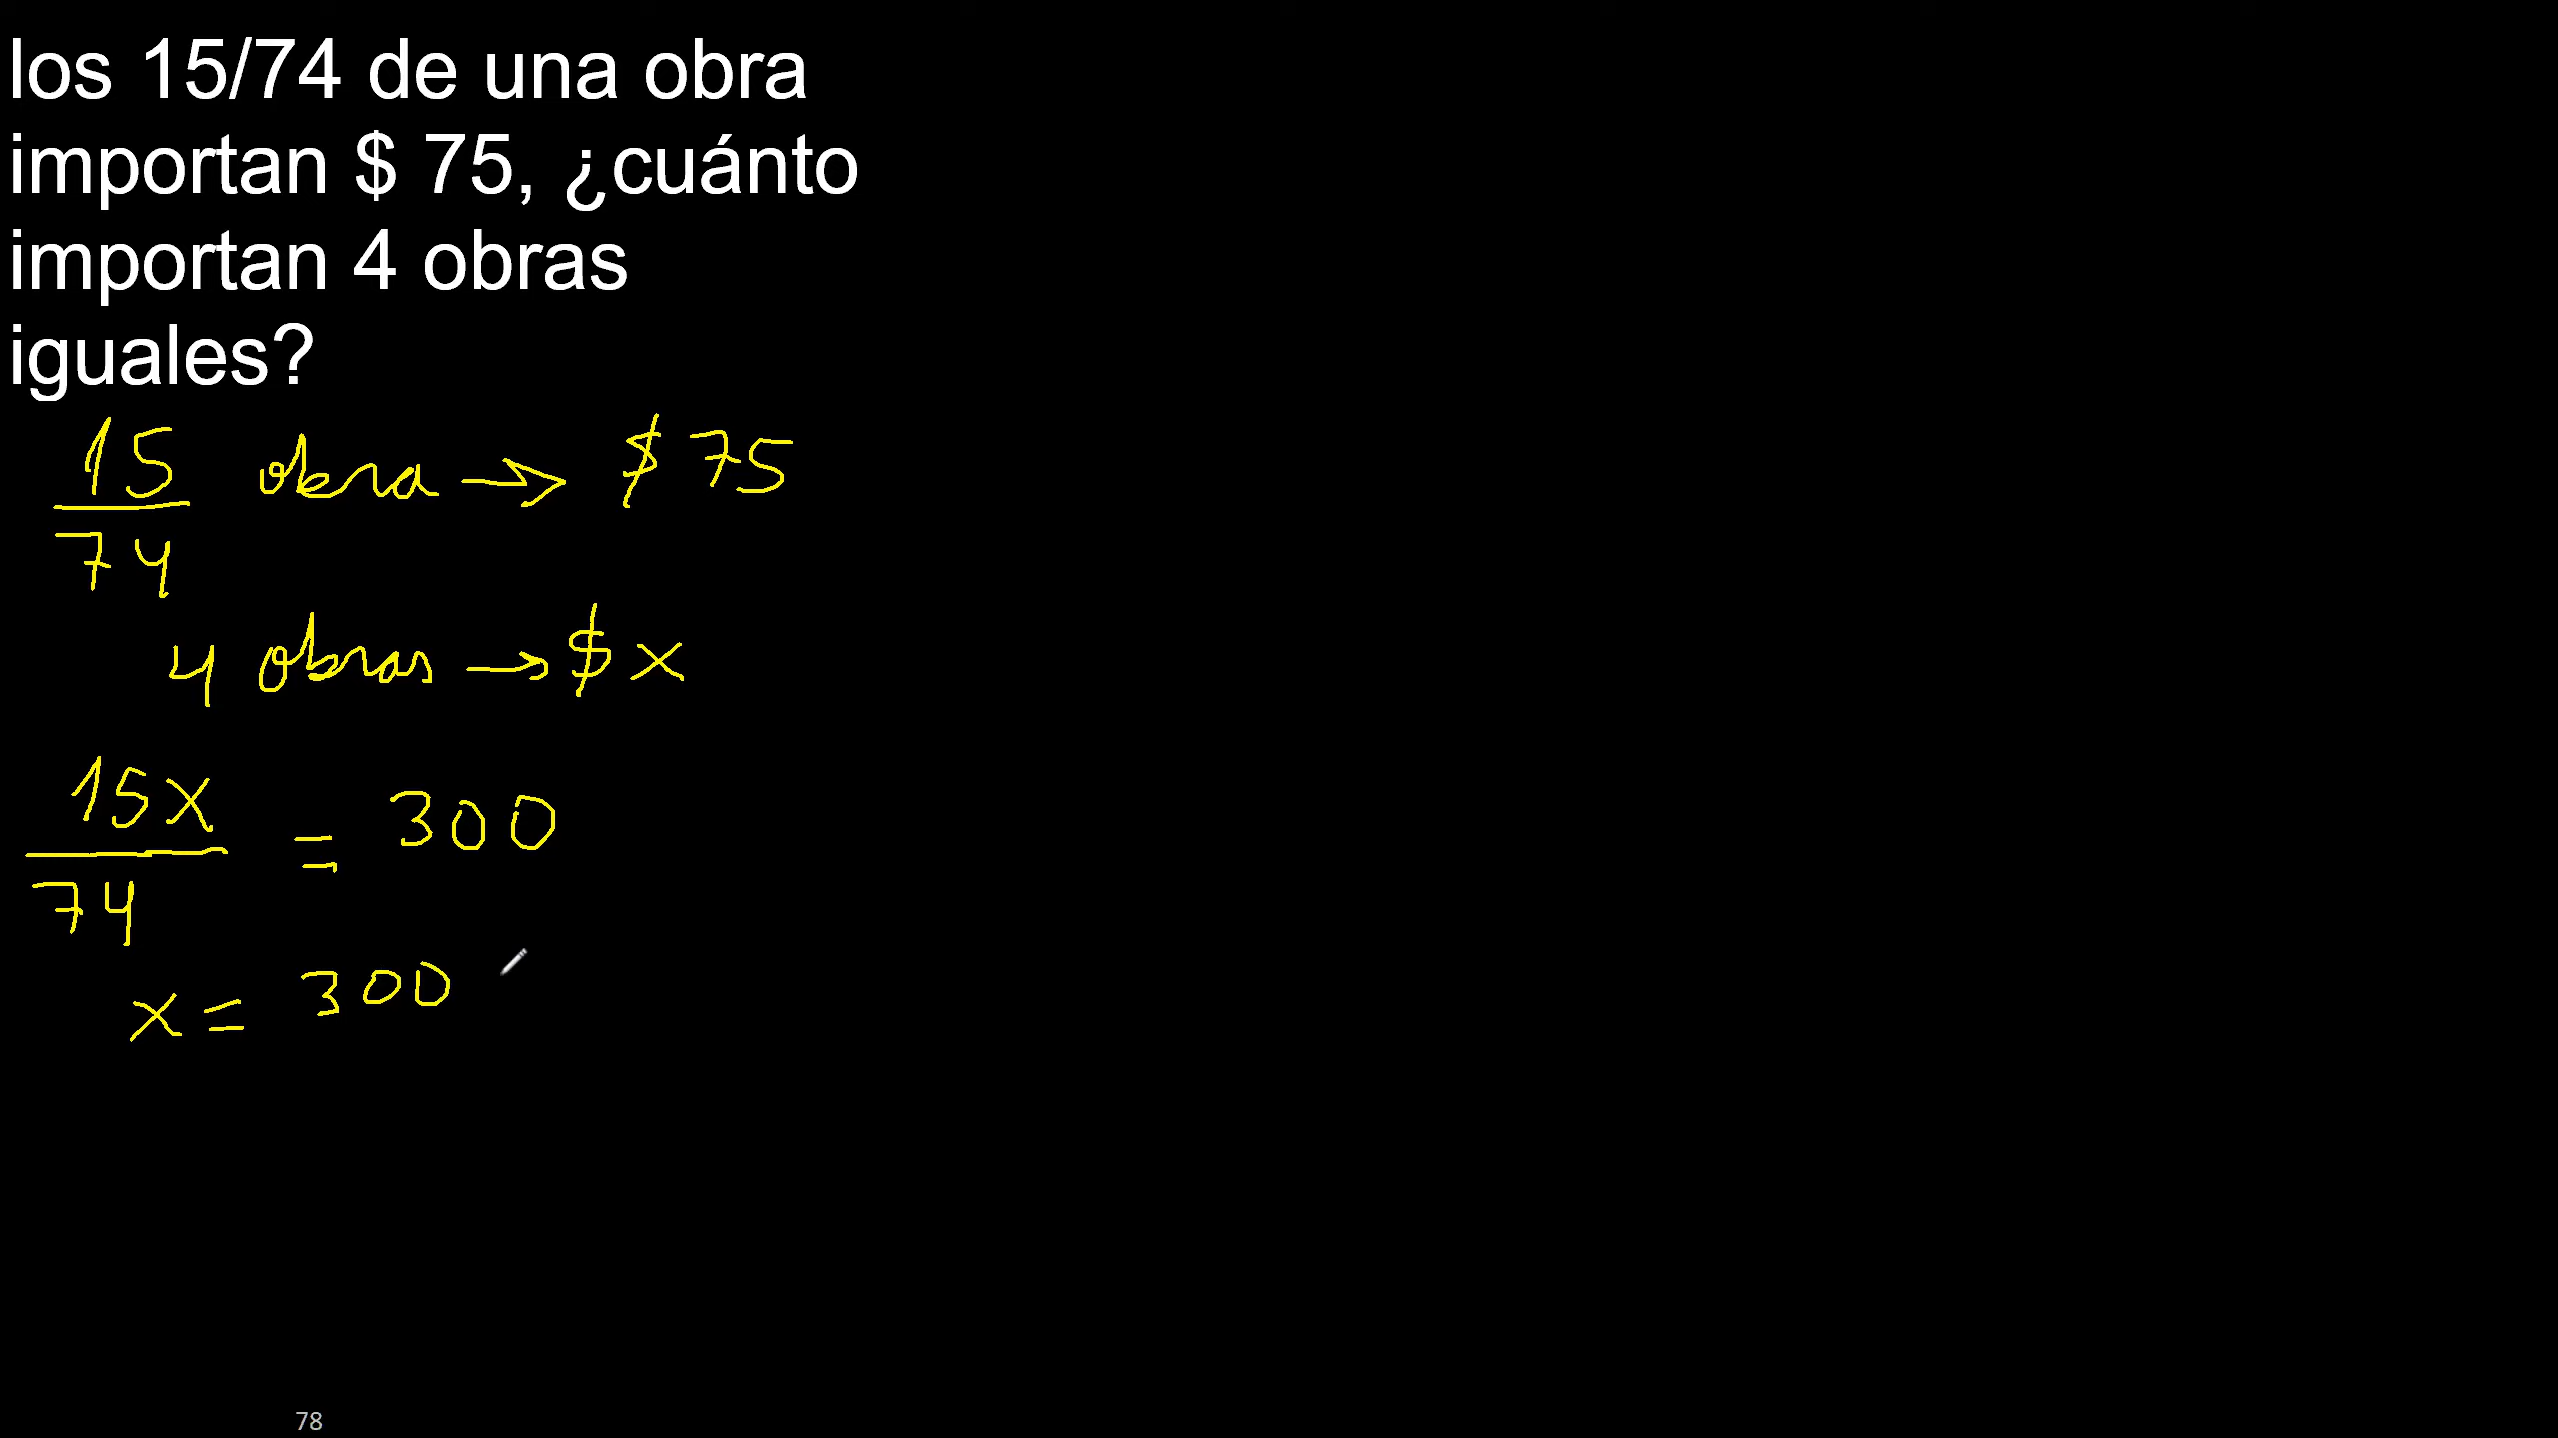 los 15/74 de una obra
importan $ 75, ¿cuánto
importan 4 obras
iguales?
15/74 obra → $ 75
4 obras → $ x
15x/74 = 300
x = 300
78